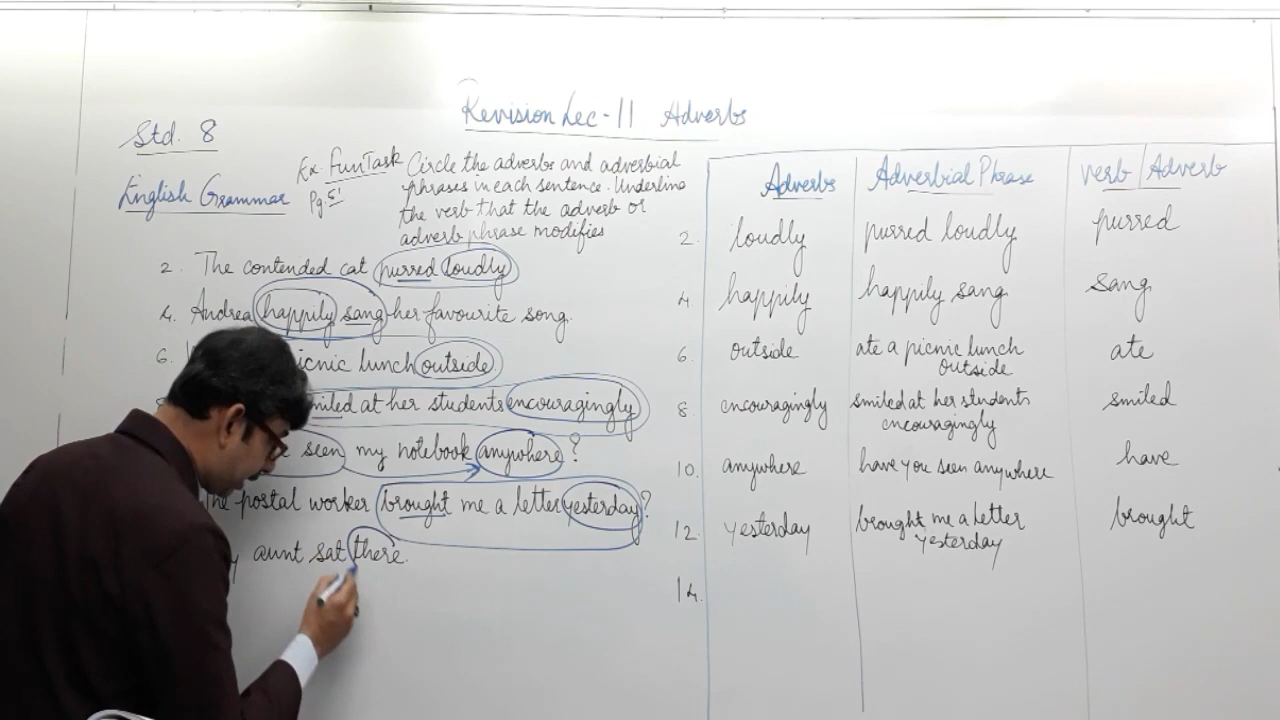 Revision Lec-11 Adverbs
Std. 8
English Grammar
Ex Fun Task Circle the adverbs and adverbial
Pg. 51 phrases in each sentence. Underline
the verb that the adverb or
adverb phrase modifies
2. The contended cat purred loudly
4. Andrea happily sang her favourite song.
6. picnic lunch outside
smiled at her students encouragingly
seen my notebook anywhere?
The postal worker brought me a letter yesterday?
aunt sat there.
Adverbs Adverbial Phrase verb Adverb
2. loudly purred loudly purred
4. happily happily sang sang
6. outside ate a picnic lunch outside ate
8. encouragingly smiled at her students encouragingly smiled
10. anywhere have you seen anywhere have
12. yesterday brought me a letter yesterday brought
14.